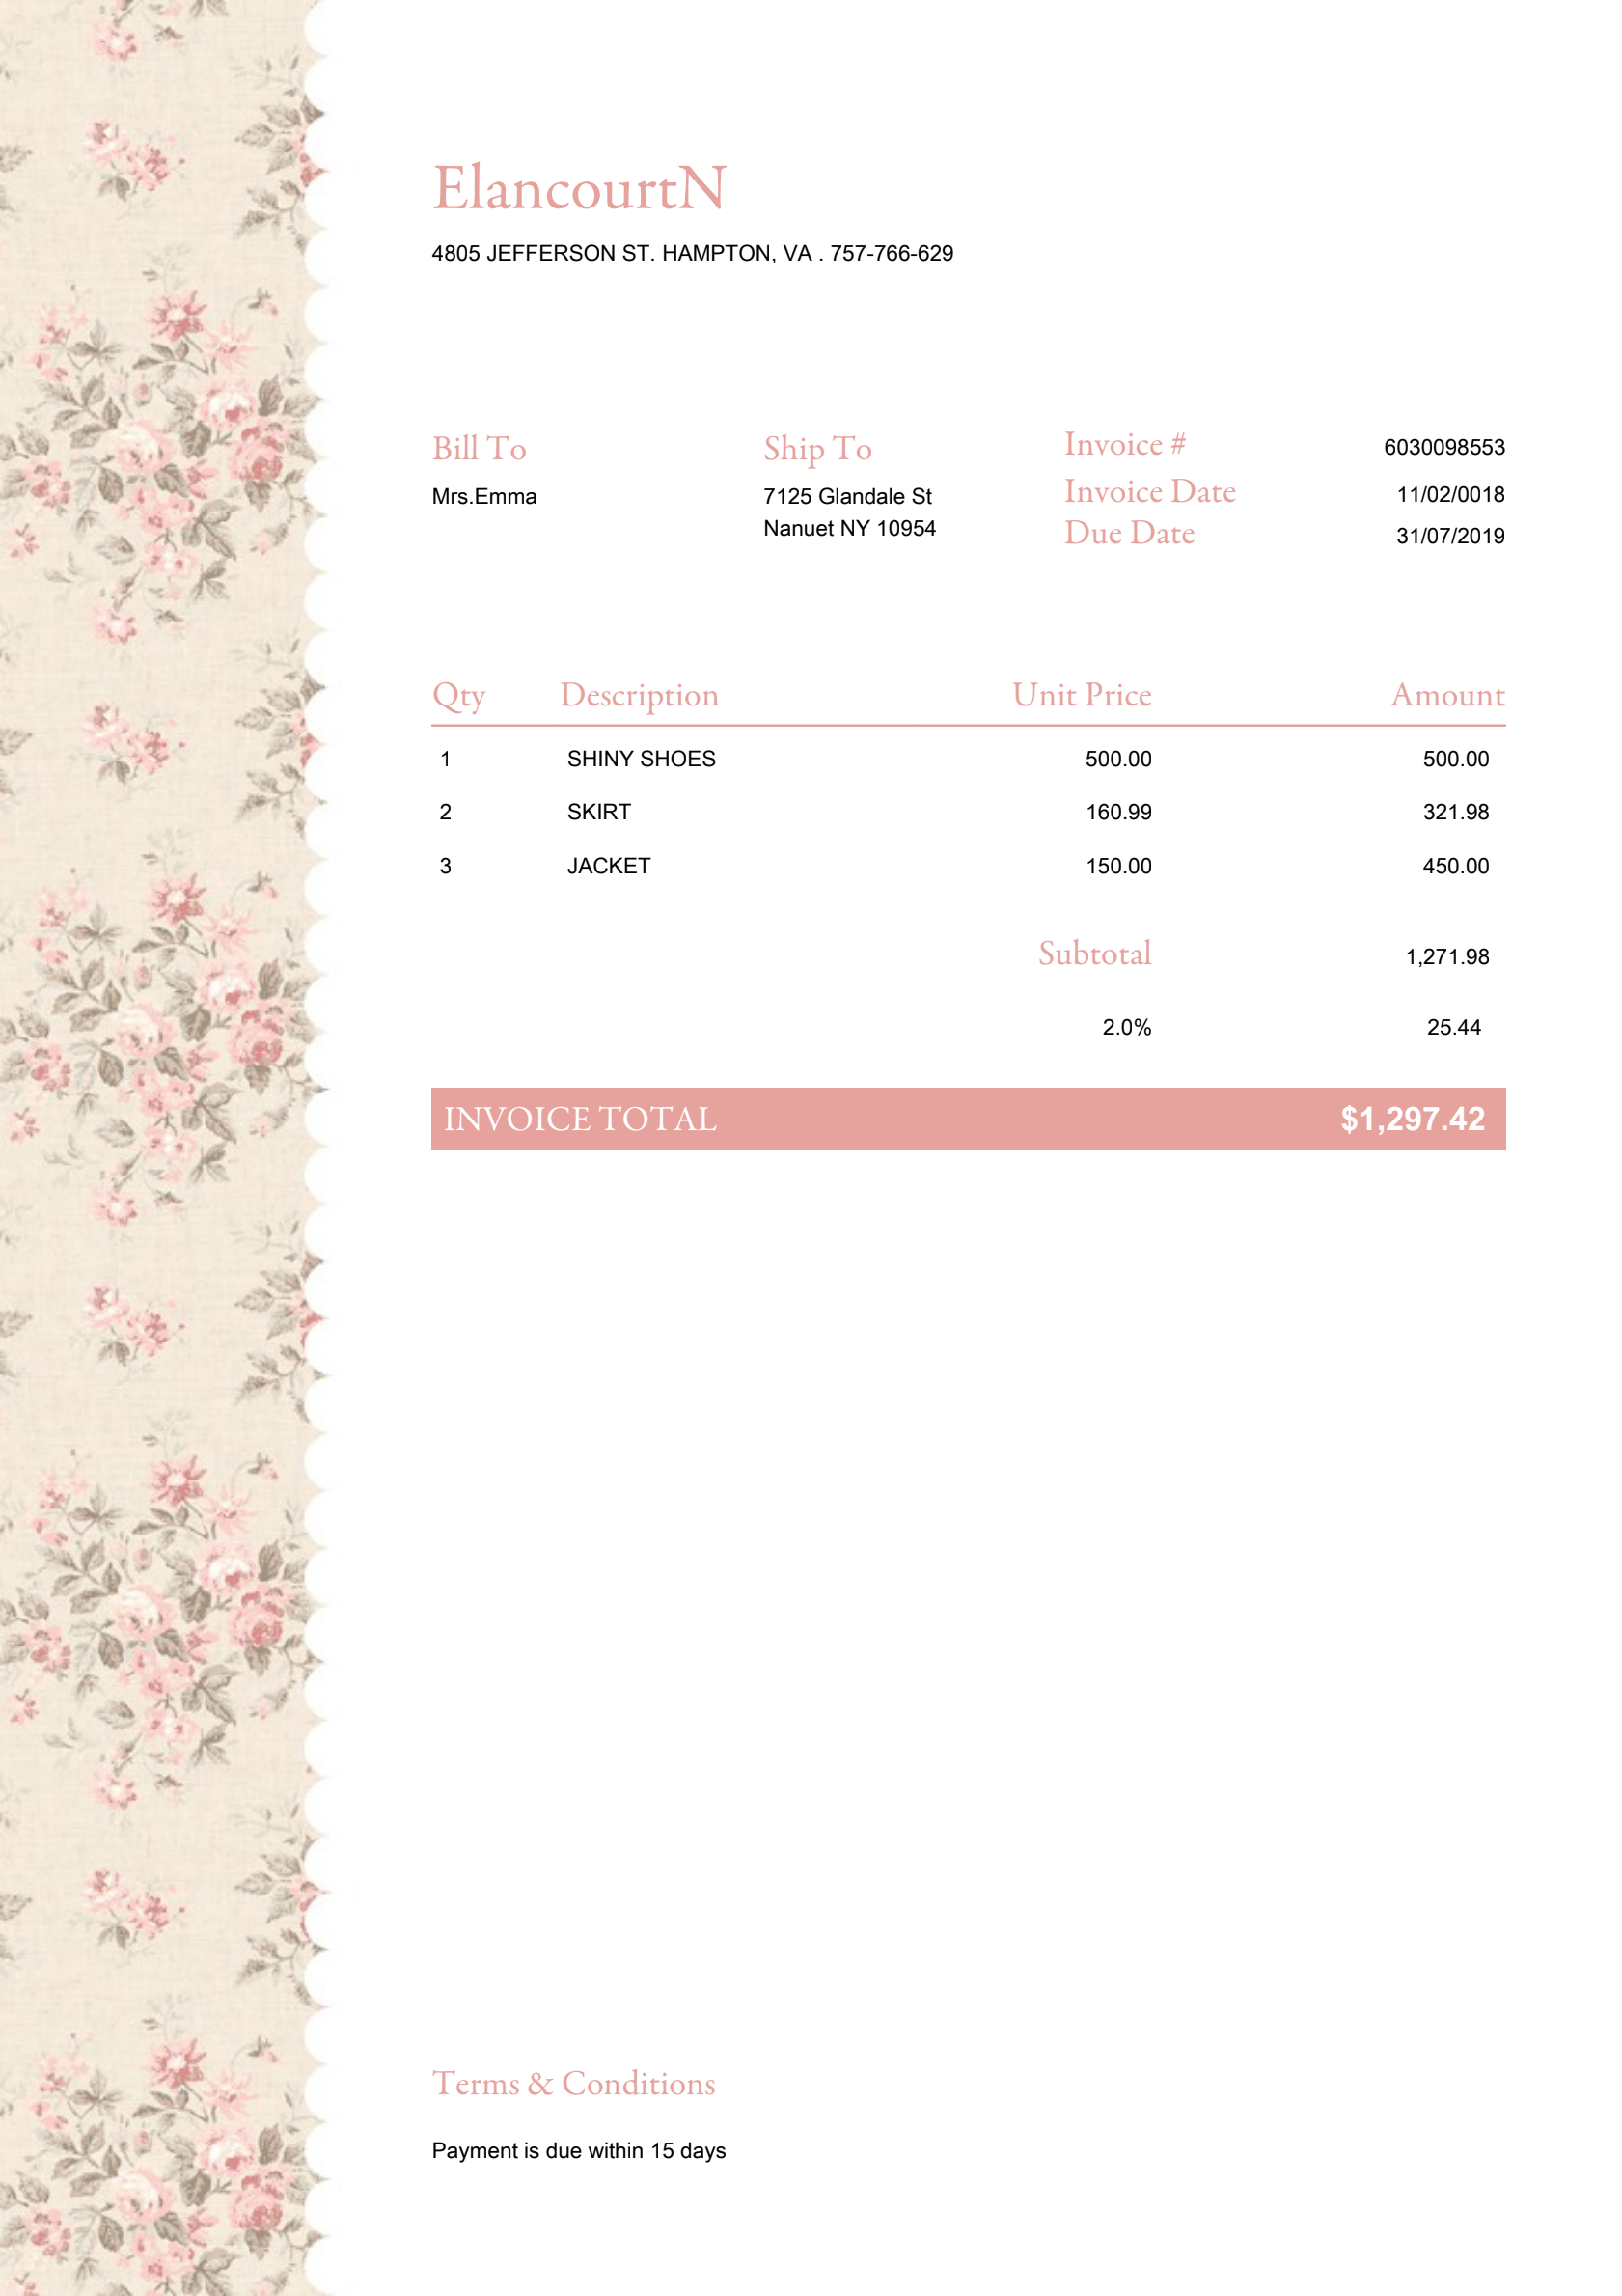 ElancourtN
4805 JEFFERSON ST. HAMPTON, VA . 757-766-629
Bill To
Mrs.Emma
Ship To
7125 Glandale St
Nanuet NY 10954
Invoice # 6030098553
Invoice Date 11/02/0018
Due Date 31/07/2019
Qty Description Unit Price Amount
1 SHINY SHOES 500.00 500.00
2 SKIRT 160.99 321.98
3 JACKET 150.00 450.00
Subtotal 1,271.98
2.0% 25.44
INVOICE TOTAL $1,297.42
Terms & Conditions
Payment is due within 15 days